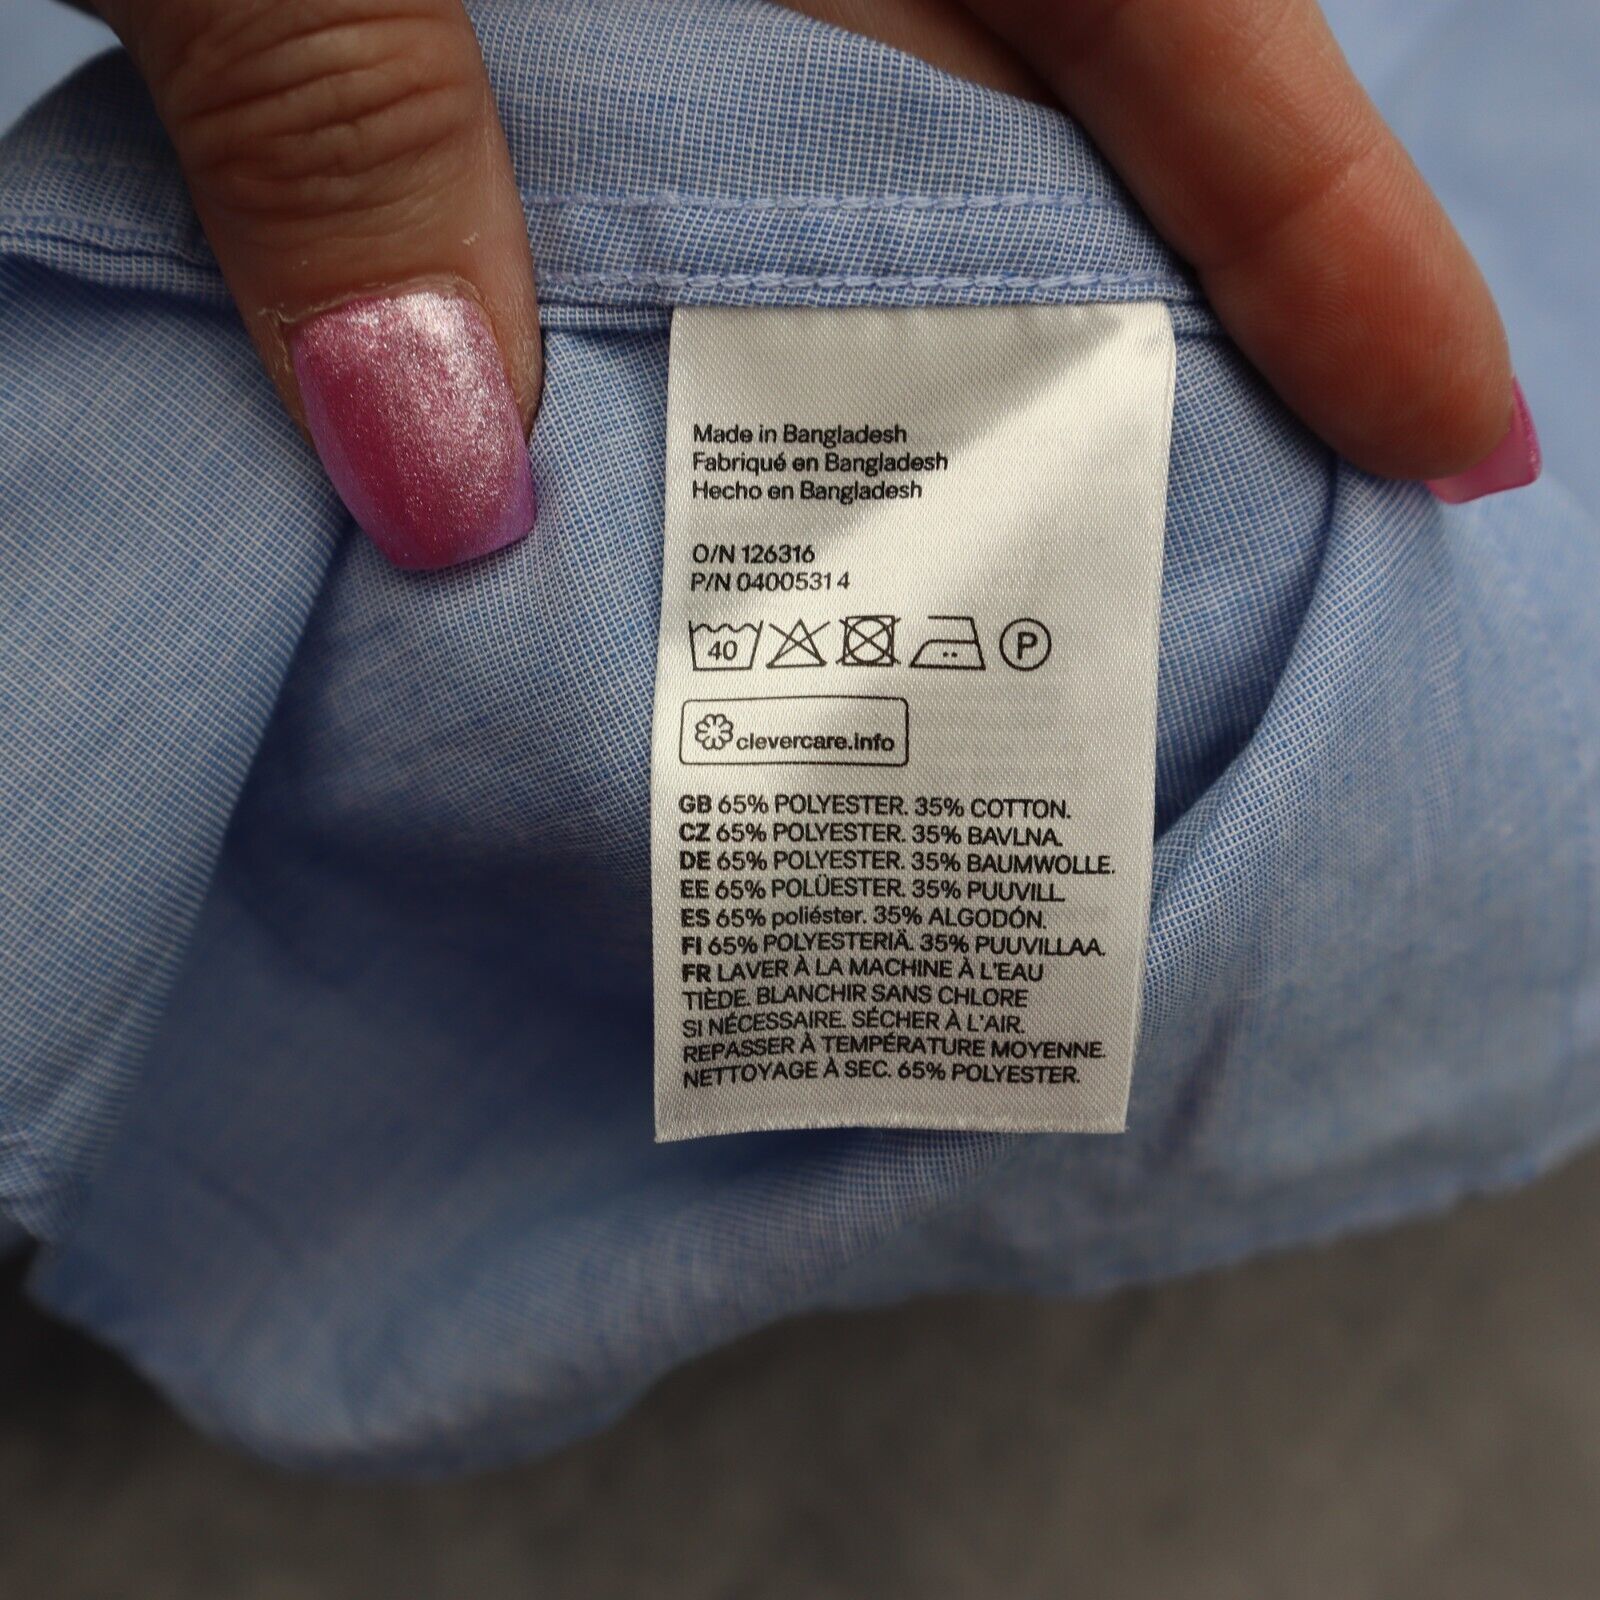 Made in Bangladesh
Fabriqué en Bangladesh
Hecho en Bangladesh
O/N 126316
P/N 04005314
40 P
clevercare.info
GB 65% POLYESTER. 35% COTTON.
CZ 65% POLYESTER. 35% BAVLNA.
DE 65% POLYESTER. 35% BAUMWOLLE.
EE 65% POLÜESTER. 35% PUUVILL.
ES 65% poliéster. 35% ALGODÓN.
FI 65% POLYESTERIÄ. 35% PUUVILLAA.
FR LAVER À LA MACHINE À L'EAU
TIÈDE. BLANCHIR SANS CHLORE
SI NÉCESSAIRE. SÉCHER À L'AIR.
REPASSER À TEMPÉRATURE MOYENNE.
NETTOYAGE À SEC. 65% POLYESTER.